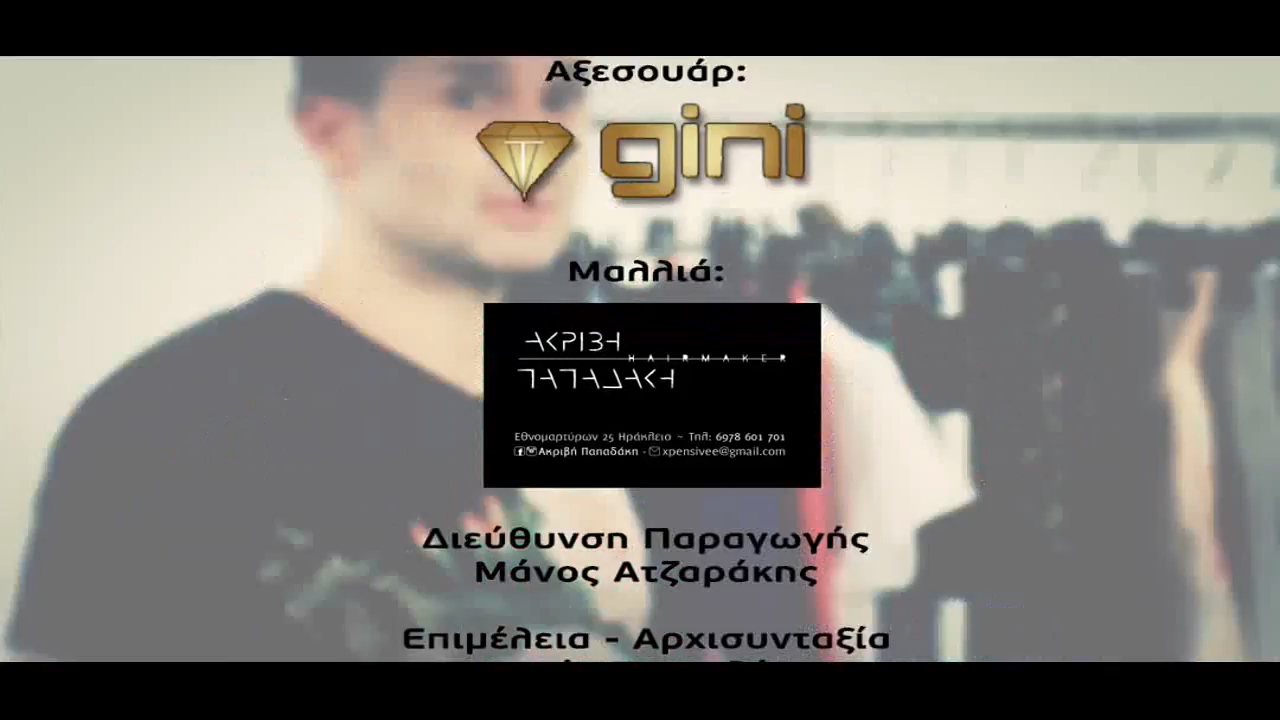 Αξεσουάρ:
T gini
Μαλλιά:
ΑΚΡΙΒΗ
HAIRMAKER
ΠΑΠΑΔΑΚΗ
Εθνομαρτύρων 25 Ηράκλειο ~ Τηλ: 6978 601 701
Ακριβή Παπαδάκη - xpensivee@gmail.com
Διεύθυνση Παραγωγής
Μάνος Ατζαράκης
Επιμέλεια - Αρχισυνταξία